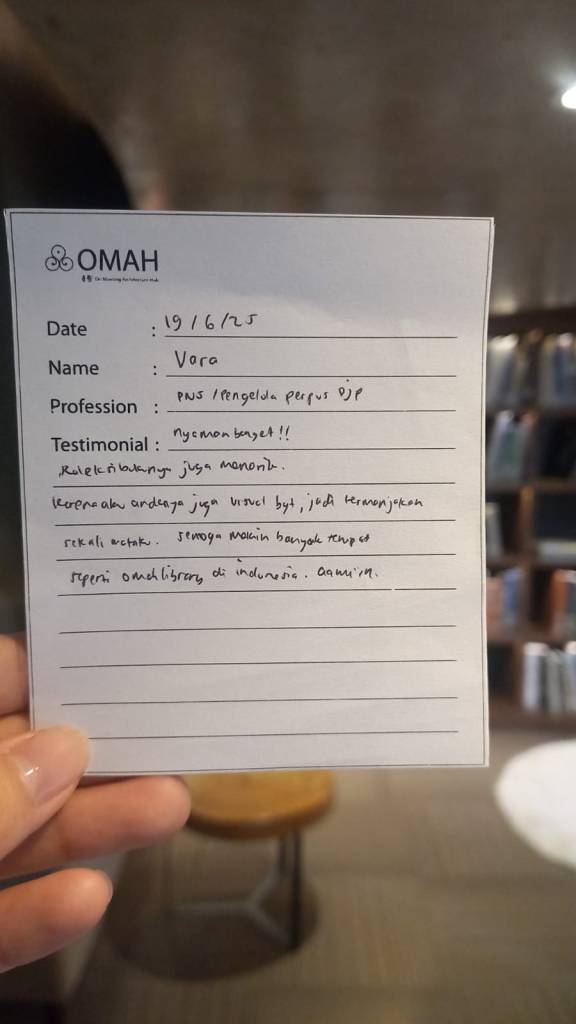 OMAH
Architecture Hub
Date : 19/6/25
Name : Vora
Profession : PNS / Pengelola perpus DJP
Testimonial : nyaman banget!!
Koleksi bukunya juga menarik.
Karena aku anaknya juga visual bgt, jadi termanjakan
sekali mataku. semoga makin banyak tempat
seperti omah library di indonesia. aamiin.